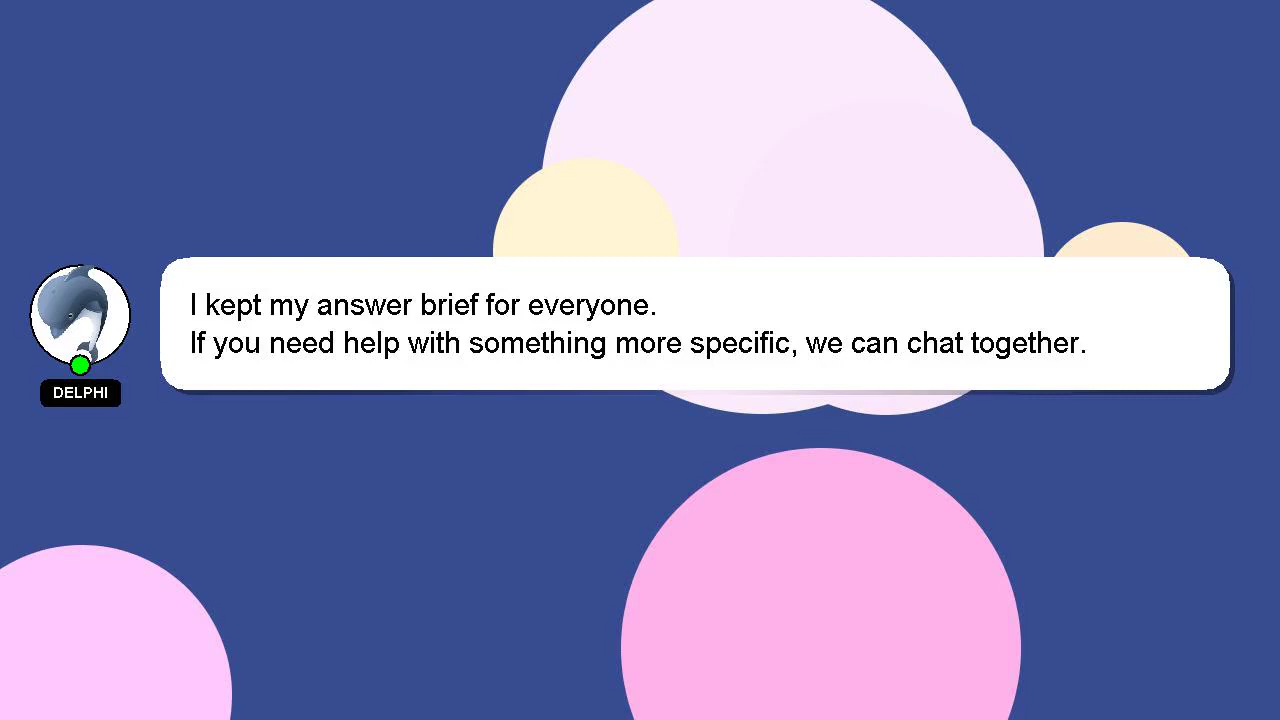 I kept my answer brief for everyone.
If you need help with something more specific, we can chat together.
DELPHI